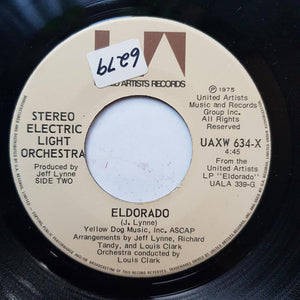 6279
ED ARTISTS RECORDS
℗ 1975
United Artists
Music and Records
Group Inc.
All Rights
Reserved
STEREO
ELECTRIC
LIGHT
ORCHESTRA
Produced by
Jeff Lynne
SIDE TWO
UAXW 634-X
4:45
From the
United Artists
LP "Eldorado"
UALA 339-G
ELDORADO
(J. Lynne)
Yellow Dog Music, Inc. ASCAP
Arrangements by Jeff Lynne, Richard
Tandy, and Louis Clark
Orchestra conducted by
Louis Clark